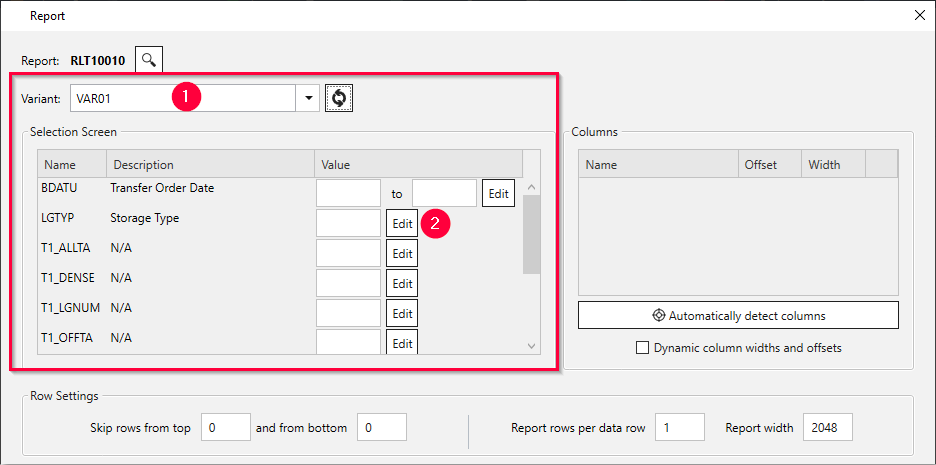 Report
Report: RLT10010
Variant: VAR01
1
Selection Screen
Name Description Value
BDATU Transfer Order Date to Edit
LGTYP Storage Type Edit
2
T1_ALLTA N/A Edit
T1_DENSE N/A Edit
T1_LGNUM N/A Edit
T1_OFFTA N/A Edit
Columns
Name Offset Width
Automatically detect columns
Dynamic column widths and offsets
Row Settings
Skip rows from top 0 and from bottom 0 Report rows per data row 1 Report width 2048